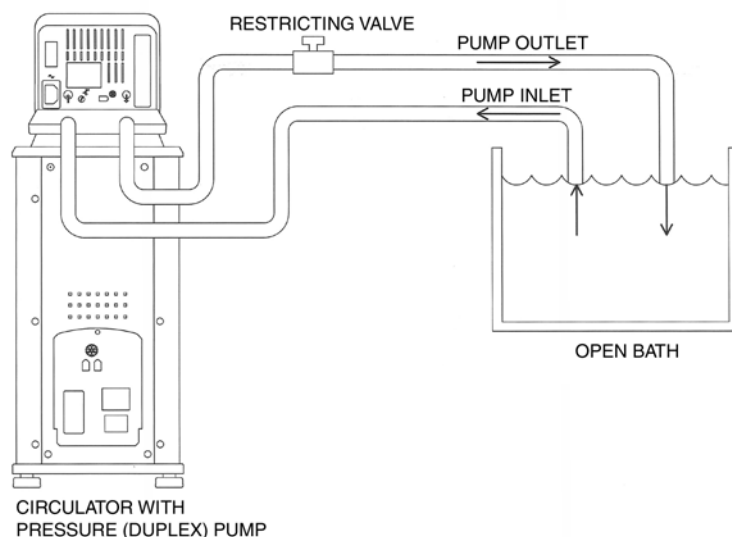 RESTRICTING VALVE
PUMP OUTLET
PUMP INLET
OPEN BATH
CIRCULATOR WITH
PRESSURE (DUPLEX) PUMP